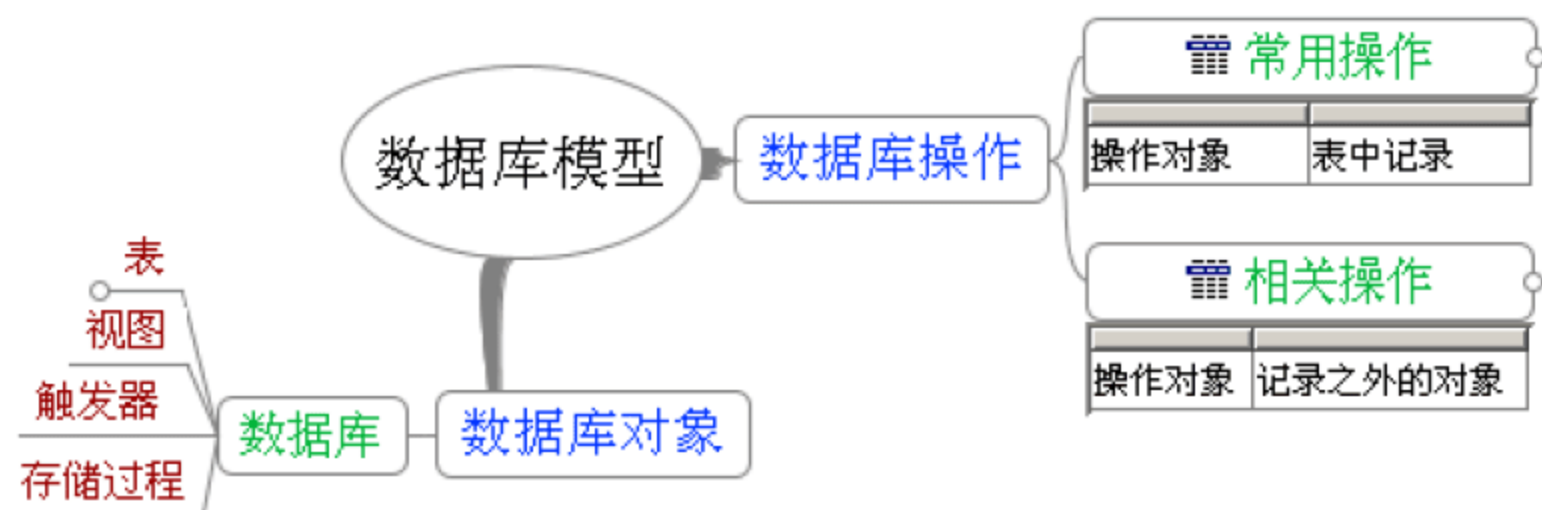 数据库模型
数据库操作
常用操作
操作对象 表中记录
相关操作
操作对象 记录之外的对象
数据库对象
数据库
表
视图
触发器
存储过程